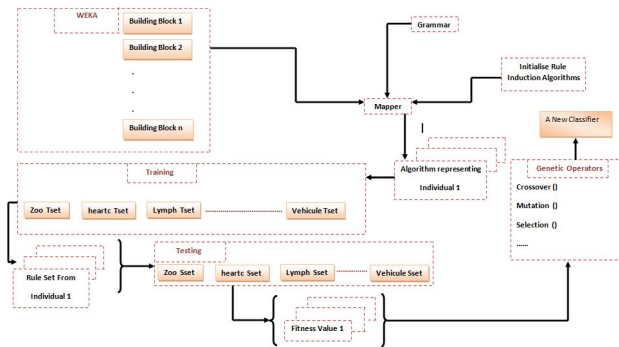 WEKA
Building Block 1
Building Block 2
.
.
.
Building Block n
Grammar
Initialise Rule
Induction Algorithms
Mapper
A New Classifier
Algorithm representing
Individual 1
Genetic Operators
Crossover ()
Mutation ()
Selection ()
......
Training
Zoo Tset
heartc Tset
Lymph Tset
Vehicule Tset
Rule Set From
Individual 1
Testing
Zoo Sset
heartc Sset
Lymph Sset
Vehicule Sset
Fitness Value 1